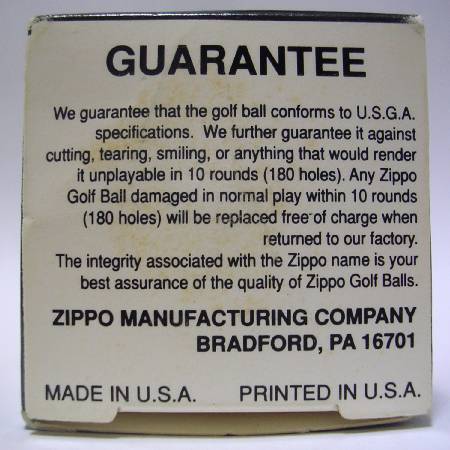 GUARANTEE
We guarantee that the golf ball conforms to U.S.G.A.
specifications. We further guarantee it against
cutting, tearing, smiling, or anything that would render
it unplayable in 10 rounds (180 holes). Any Zippo
Golf Ball damaged in normal play within 10 rounds
(180 holes) will be replaced free of charge when
returned to our factory.
The integrity associated with the Zippo name is your
best assurance of the quality of Zippo Golf Balls.
ZIPPO MANUFACTURING COMPANY
BRADFORD, PA 16701
MADE IN U.S.A. PRINTED IN U.S.A.